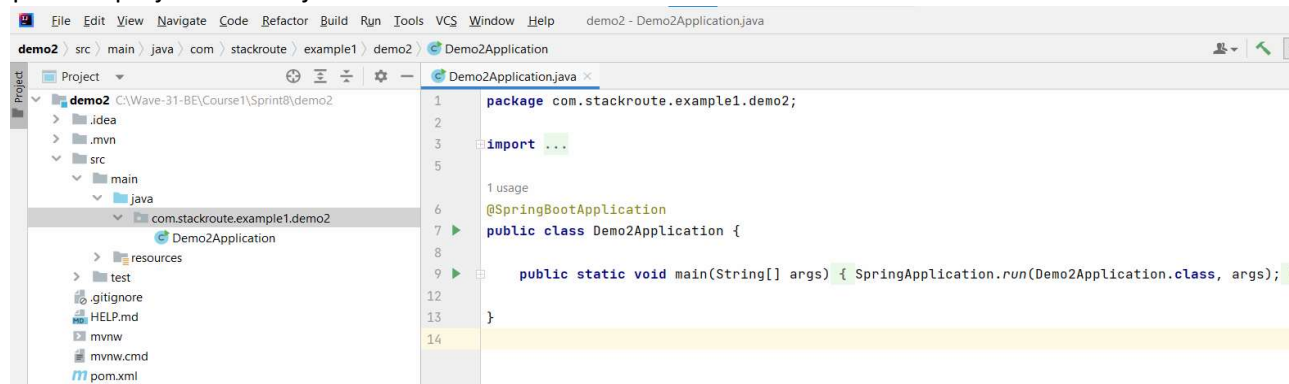 File Edit View Navigate Code Refactor Build Run Tools VCS Window Help demo2 - Demo2Application.java
demo2 〉 src 〉 main 〉 java 〉 com 〉 stackroute 〉 example1 〉 demo2 〉 Demo2Application
Project
Project
Demo2Application.java
demo2 C:\Wave-31-BE\Course1\Sprint8\demo2
.idea
.mvn
src
main
java
com.stackroute.example1.demo2
Demo2Application
resources
test
.gitignore
HELP.md
mvnw
mvnw.cmd
pom.xml
1 package com.stackroute.example1.demo2;
2
3 import ...
5
1 usage
6 @SpringBootApplication
7 public class Demo2Application {
8
9 public static void main(String[] args) { SpringApplication.run(Demo2Application.class, args);
12
13 }
14